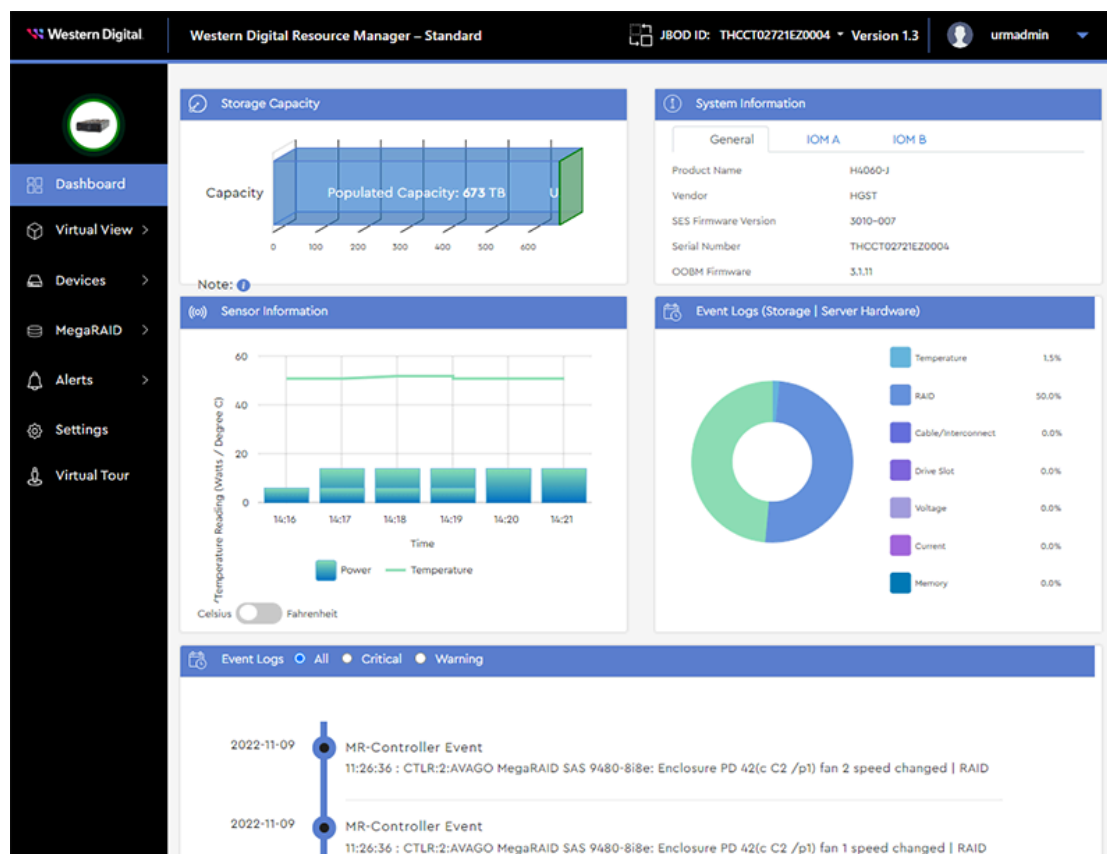 Western Digital
Western Digital Resource Manager – Standard
JBOD ID: THCCT02721EZ0004
Version 1.3
urmadmin
Dashboard
Virtual View
Devices
MegaRAID
Alerts
Settings
Virtual Tour
Storage Capacity
Capacity
Populated Capacity: 673 TB
U
0 100 200 300 400 500 600
Note:
System Information
General IOM A IOM B
Product Name H4060-J
Vendor HGST
SES Firmware Version 3010-007
Serial Number THCCT02721EZ0004
OOBM Firmware 3.1.11
Sensor Information
60
40
20
0
Temperature Reading (Watts / Degree C)
14:16 14:17 14:18 14:19 14:20 14:21
Time
Power Temperature
Celsius Fahrenheit
Event Logs (Storage | Server Hardware)
Temperature 1.5%
RAID 50.0%
Cable/Interconnect 0.0%
Drive Slot 0.0%
Voltage 0.0%
Current 0.0%
Memory 0.0%
Event Logs All Critical Warning
2022-11-09 MR-Controller Event
11:26:36 : CTLR:2:AVAGO MegaRAID SAS 9480-8i8e: Enclosure PD 42(c C2 /p1) fan 2 speed changed | RAID
2022-11-09 MR-Controller Event
11:26:36 : CTLR:2:AVAGO MegaRAID SAS 9480-8i8e: Enclosure PD 42(c C2 /p1) fan 1 speed changed | RAID